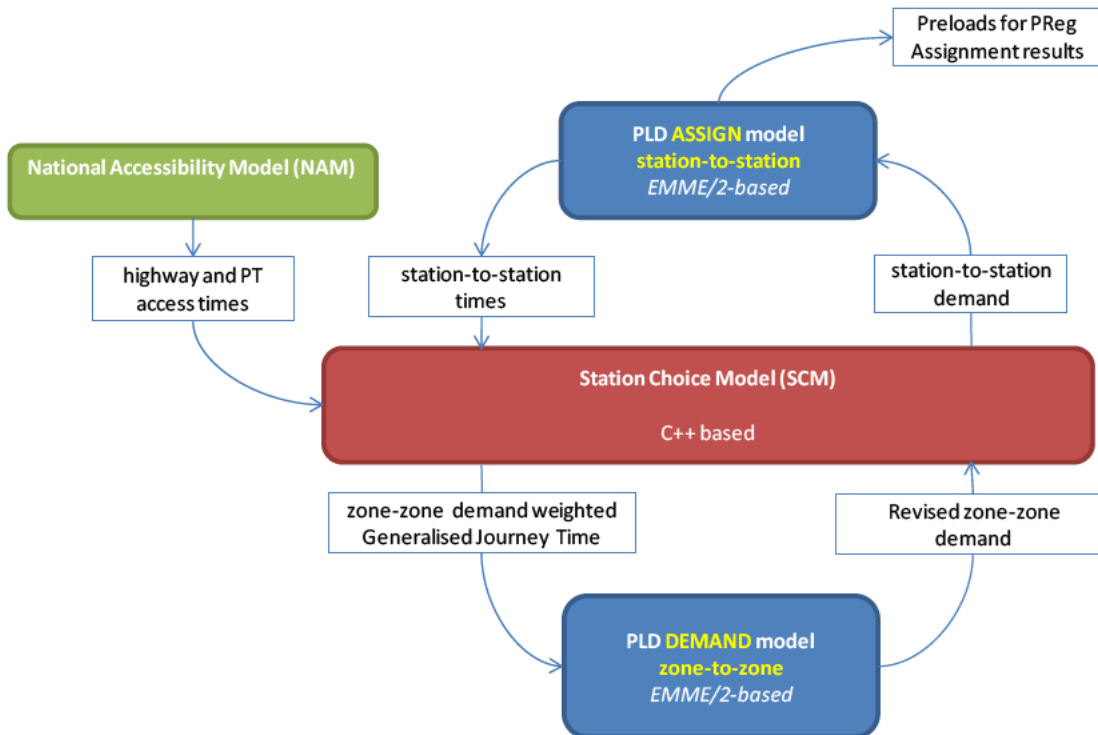 Preloads for PReg
Assignment results
PLD ASSIGN model
station-to-station
EMME/2-based
National Accessibility Model (NAM)
highway and PT
access times
station-to-station
times
station-to-station
demand
Station Choice Model (SCM)
C++ based
zone-zone demand weighted
Generalised Journey Time
Revised zone-zone
demand
PLD DEMAND model
zone-to-zone
EMME/2-based